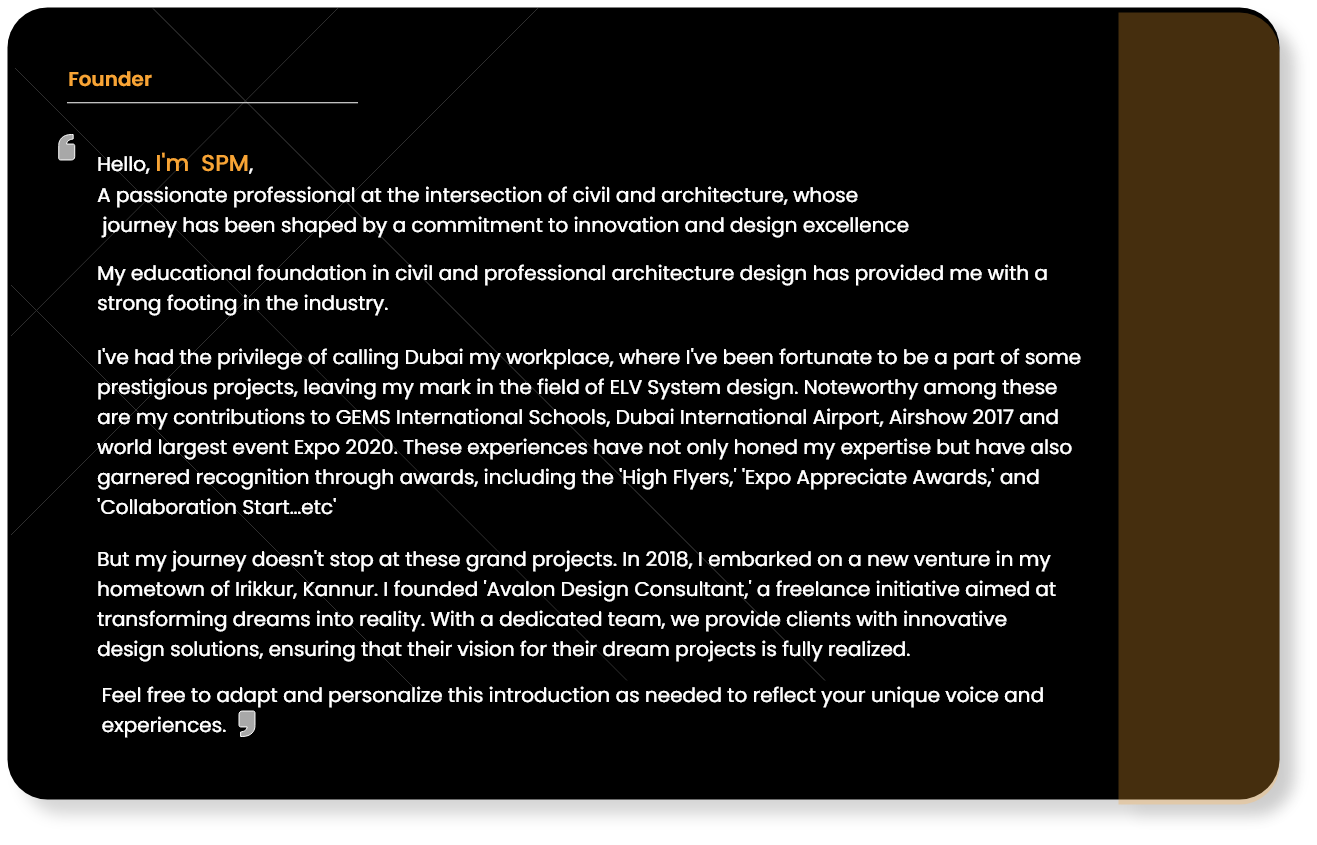 Founder
Hello, I'm SPM,
A passionate professional at the intersection of civil and architecture, whose
journey has been shaped by a commitment to innovation and design excellence
My educational foundation in civil and professional architecture design has provided me with a
strong footing in the industry.
I've had the privilege of calling Dubai my workplace, where I've been fortunate to be a part of some
prestigious projects, leaving my mark in the field of ELV System design. Noteworthy among these
are my contributions to GEMS International Schools, Dubai International Airport, Airshow 2017 and
world largest event Expo 2020. These experiences have not only honed my expertise but have also
garnered recognition through awards, including the 'High Flyers,' 'Expo Appreciate Awards,' and
'Collaboration Start...etc'
But my journey doesn't stop at these grand projects. In 2018, I embarked on a new venture in my
hometown of Irikkur, Kannur. I founded 'Avalon Design Consultant,' a freelance initiative aimed at
transforming dreams into reality. With a dedicated team, we provide clients with innovative
design solutions, ensuring that their vision for their dream projects is fully realized.
Feel free to adapt and personalize this introduction as needed to reflect your unique voice and
experiences.